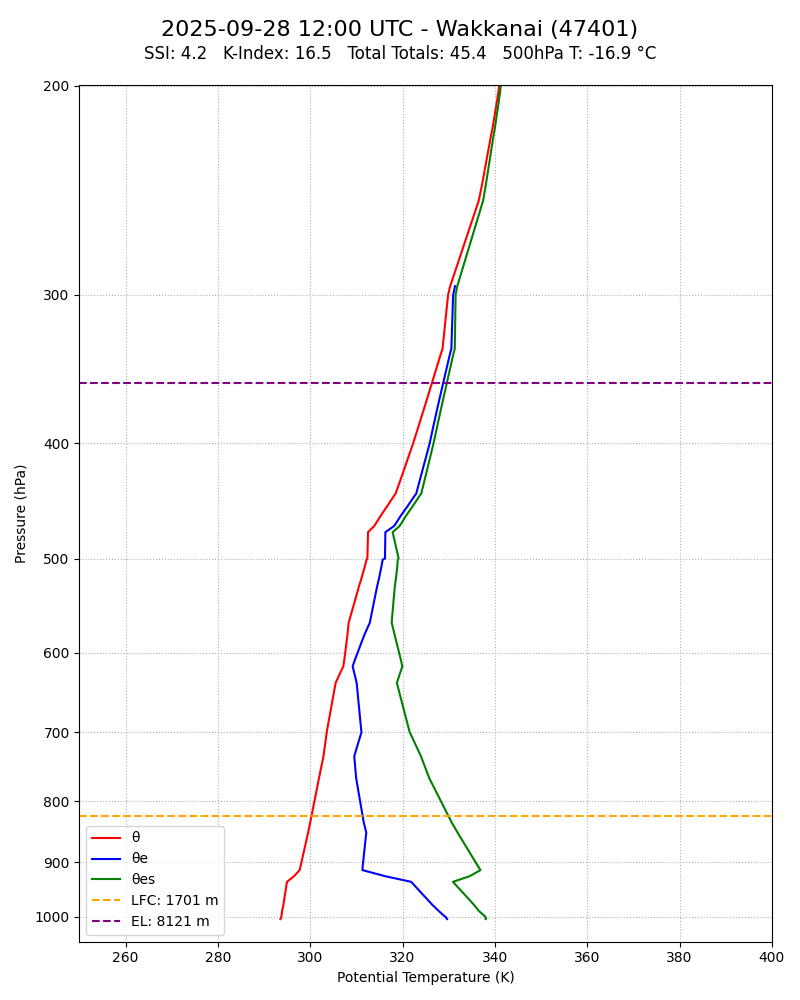 2025-09-28 12:00 UTC - Wakkanai (47401)
SSI: 4.2   K-Index: 16.5   Total Totals: 45.4   500hPa T: -16.9 °C
200
300
400
500
600
700
800
900
1000
Pressure (hPa)
θ
θe
θes
LFC: 1701 m
EL: 8121 m
260 280 300 320 340 360 380 400
Potential Temperature (K)